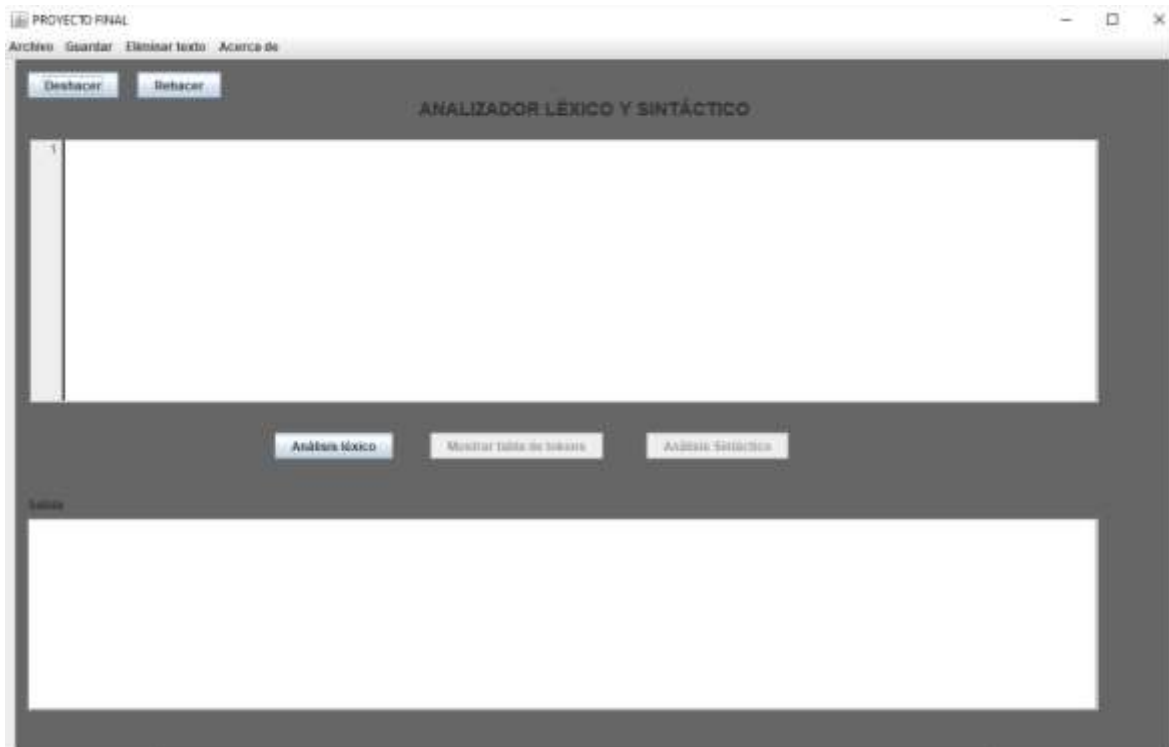 PROYECTO FINAL
Archivo Guardar Eliminar texto Acerca de
Deshacer Rehacer
ANALIZADOR LÉXICO Y SINTÁCTICO
1
Análisis léxico Mostrar tabla de tokens Análisis Sintáctico
Salida